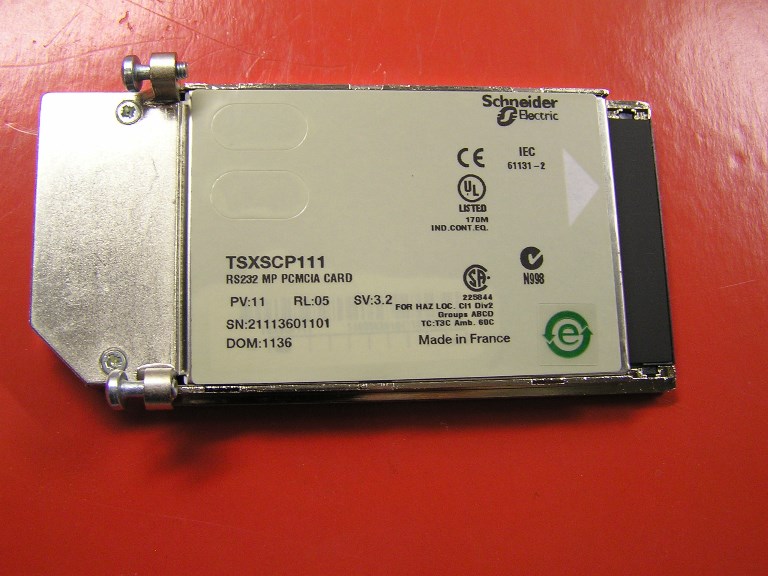 Schneider
Electric
CE
IEC
61131-2
UL
LISTED
170M
IND.CONT.EQ.
TSXSCP111
RS232 MP PCMCIA CARD
PV:11 RL:05 SV:3.2
SN:21113601101
DOM:1136
N998
225844
FOR HAZ LOC. Cl1 Div2
Groups ABCD
TC:T3C Amb. 60C
Made in France